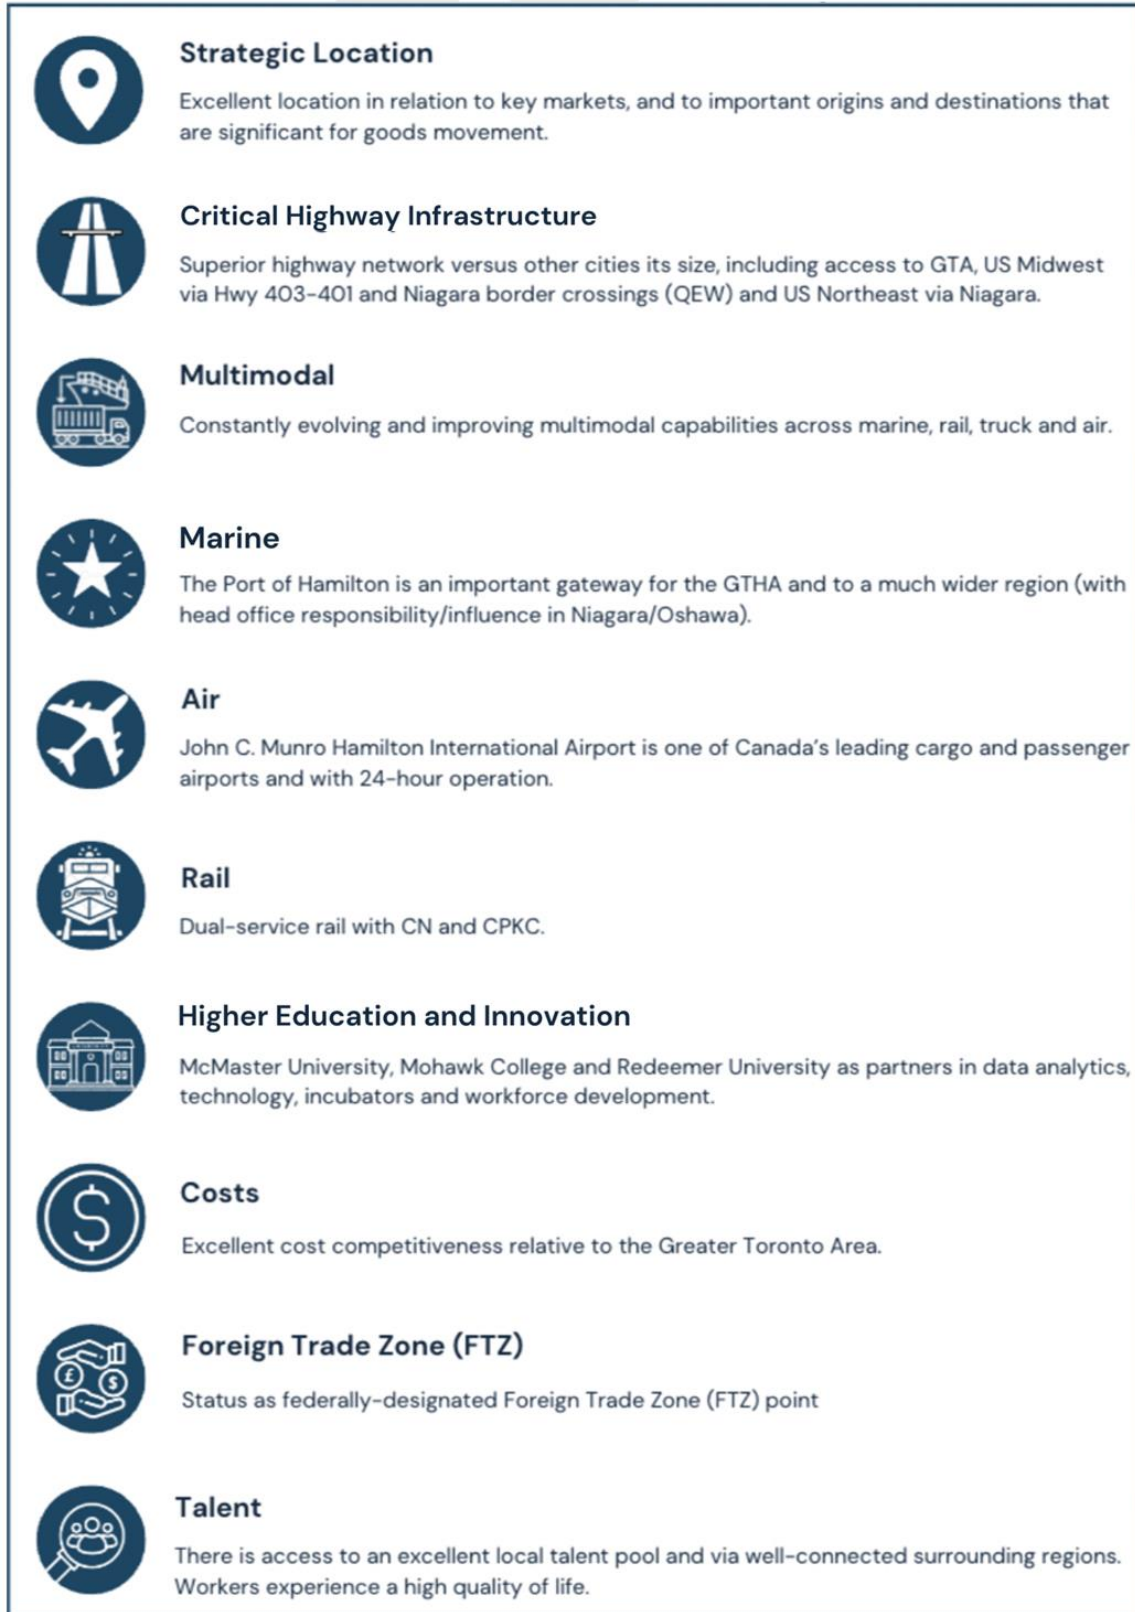 Strategic Location
Excellent location in relation to key markets, and to important origins and destinations that
are significant for goods movement.
Critical Highway Infrastructure
Superior highway network versus other cities its size, including access to GTA, US Midwest
via Hwy 403-401 and Niagara border crossings (QEW) and US Northeast via Niagara.
Multimodal
Constantly evolving and improving multimodal capabilities across marine, rail, truck and air.
Marine
The Port of Hamilton is an important gateway for the GTHA and to a much wider region (with
head office responsibility/influence in Niagara/Oshawa).
Air
John C. Munro Hamilton International Airport is one of Canada's leading cargo and passenger
airports and with 24-hour operation.
Rail
Dual-service rail with CN and CPKC.
Higher Education and Innovation
McMaster University, Mohawk College and Redeemer University as partners in data analytics,
technology, incubators and workforce development.
$
Costs
Excellent cost competitiveness relative to the Greater Toronto Area.
£
$
Foreign Trade Zone (FTZ)
Status as federally-designated Foreign Trade Zone (FTZ) point
Talent
There is access to an excellent local talent pool and via well-connected surrounding regions.
Workers experience a high quality of life.